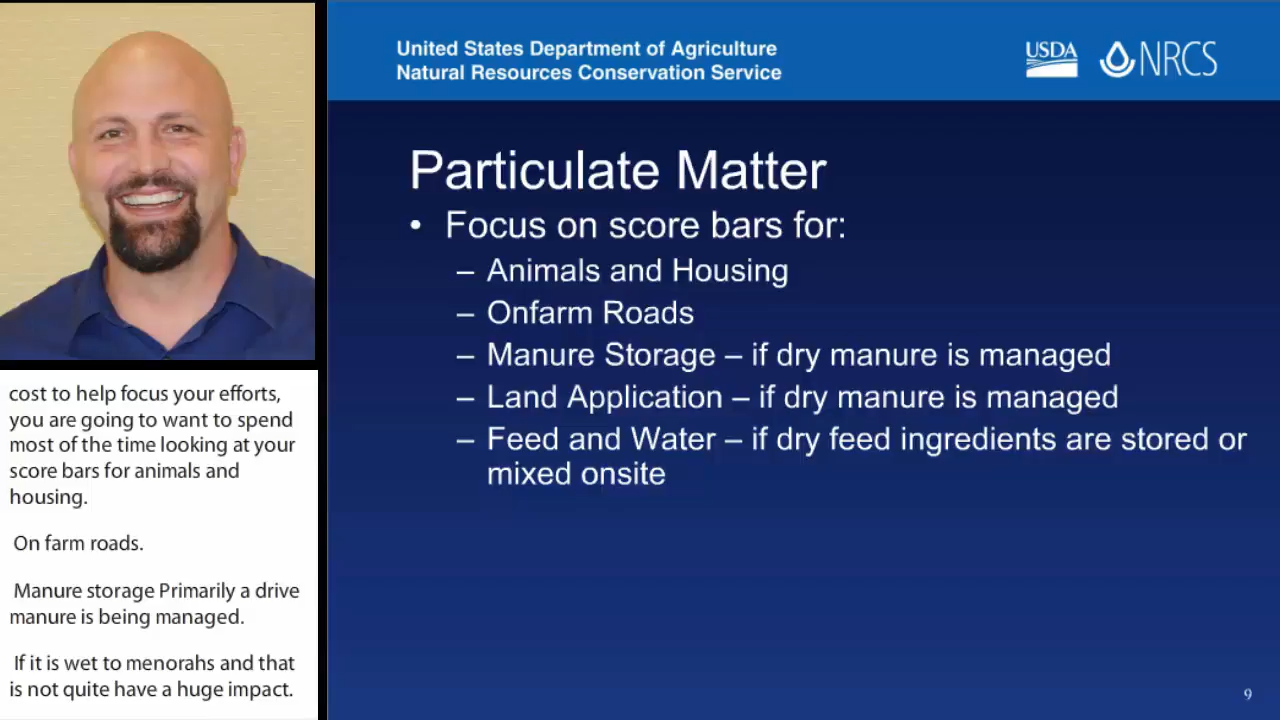 United States Department of Agriculture
Natural Resources Conservation Service
USDA
NRCS
Particulate Matter
• Focus on score bars for:
– Animals and Housing
– Onfarm Roads
– Manure Storage – if dry manure is managed
– Land Application – if dry manure is managed
– Feed and Water – if dry feed ingredients are stored or
mixed onsite
9
cost to help focus your efforts,
you are going to want to spend
most of the time looking at your
score bars for animals and
housing.
On farm roads.
Manure storage Primarily a drive
manure is being managed.
If it is wet to menorahs and that
is not quite have a huge impact.